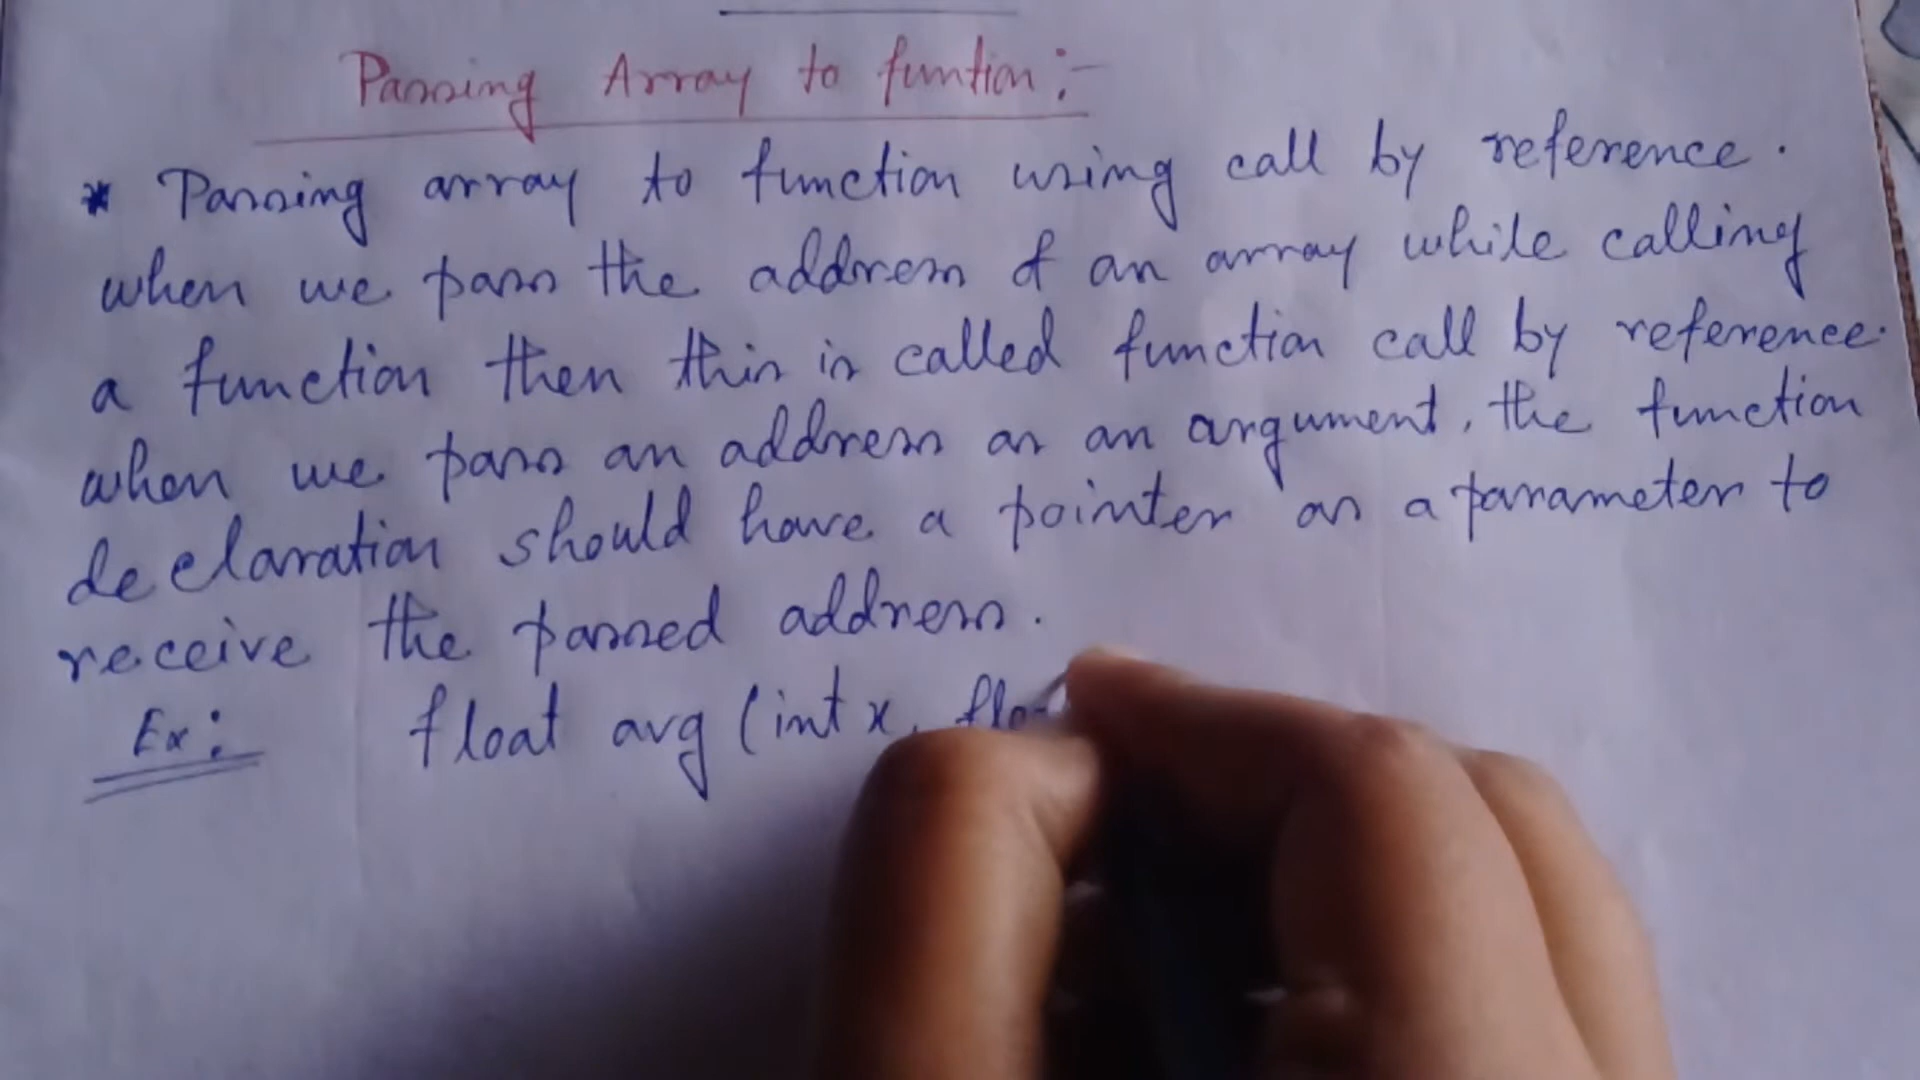 Passing Array to funtion :-
* Passing array to function using call by reference.
when we pass the address of an array while calling
a function then this is called function call by reference.
when we pass an address as an argument, the function
declaration should have a pointer as a parameter to
receive the passed address.
Ex: float avg (int x, flo